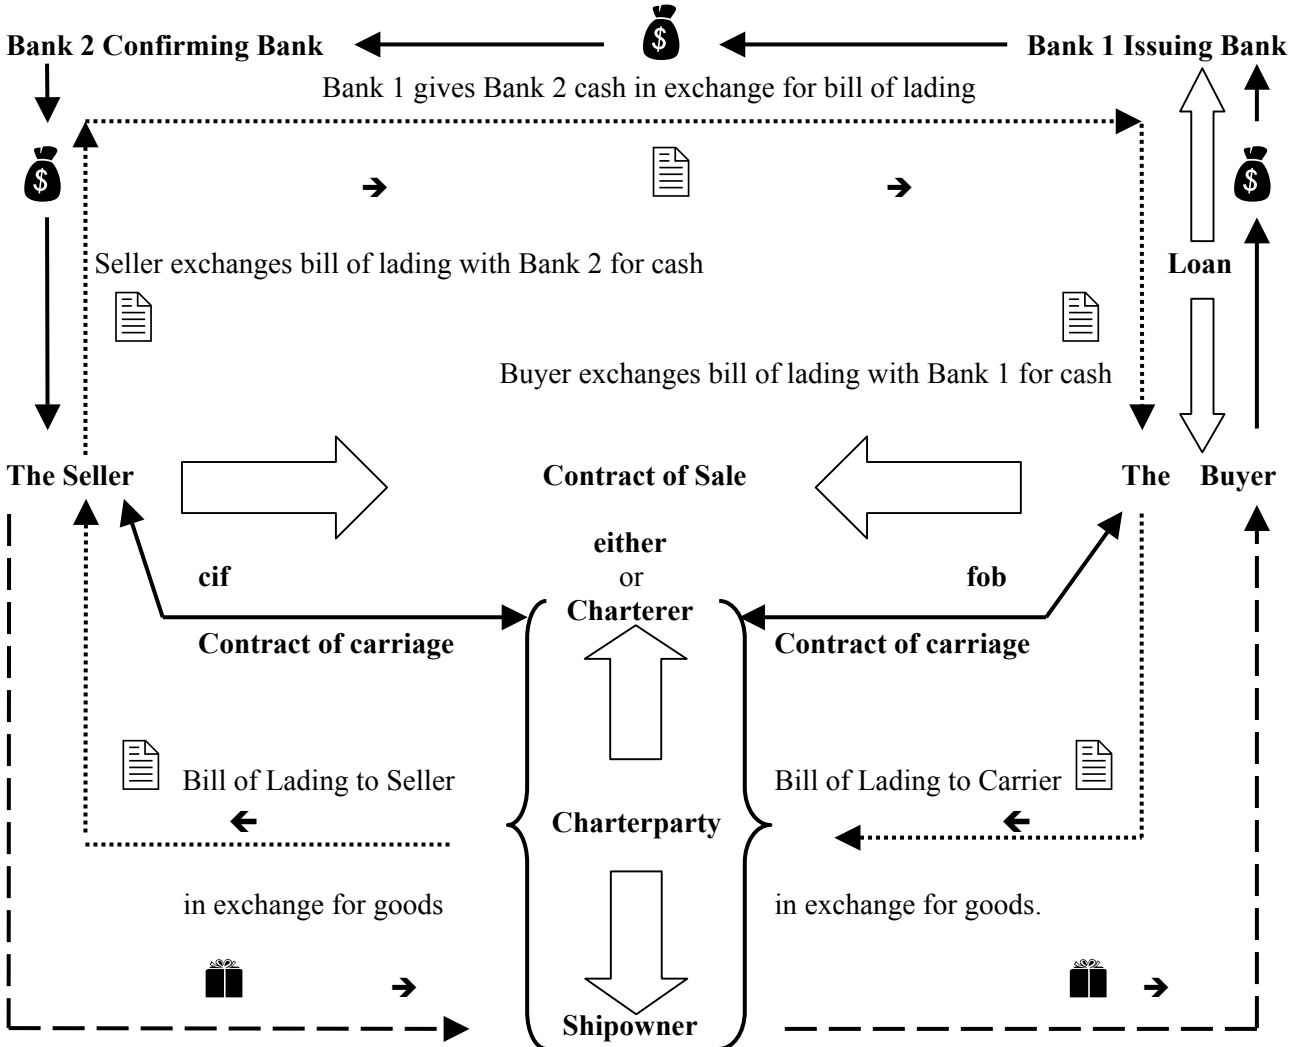 Bank 2 Confirming Bank
Bank 1 Issuing Bank
Bank 1 gives Bank 2 cash in exchange for bill of lading
Seller exchanges bill of lading with Bank 2 for cash
Loan
Buyer exchanges bill of lading with Bank 1 for cash
The Seller
Contract of Sale
The Buyer
either
cif
or
fob
Charterer
Contract of carriage
Contract of carriage
Bill of Lading to Seller
Bill of Lading to Carrier
Charterparty
in exchange for goods
in exchange for goods.
Shipowner